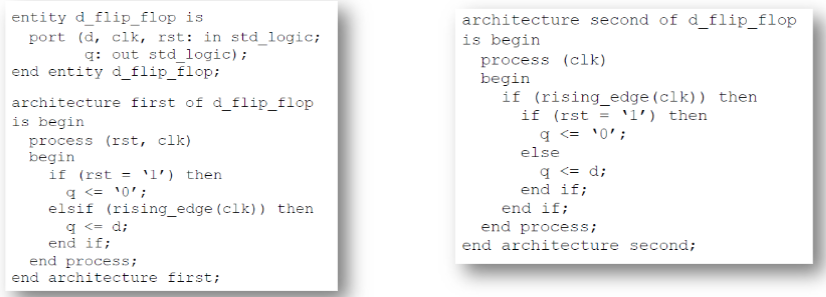 entity d_flip_flop is
port (d, clk, rst: in std_logic;
q: out std_logic);
end entity d_flip_flop;
architecture first of d_flip_flop
is begin
process (rst, clk)
begin
if (rst = ‘1’) then
q <= ‘0’;
elsif (rising_edge(clk)) then
q <= d;
end if;
end process;
end architecture first;
architecture second of d_flip_flop
is begin
process (clk)
begin
if (rising_edge(clk)) then
if (rst = ‘1’) then
q <= ‘0’;
else
q <= d;
end if;
end if;
end process;
end architecture second;